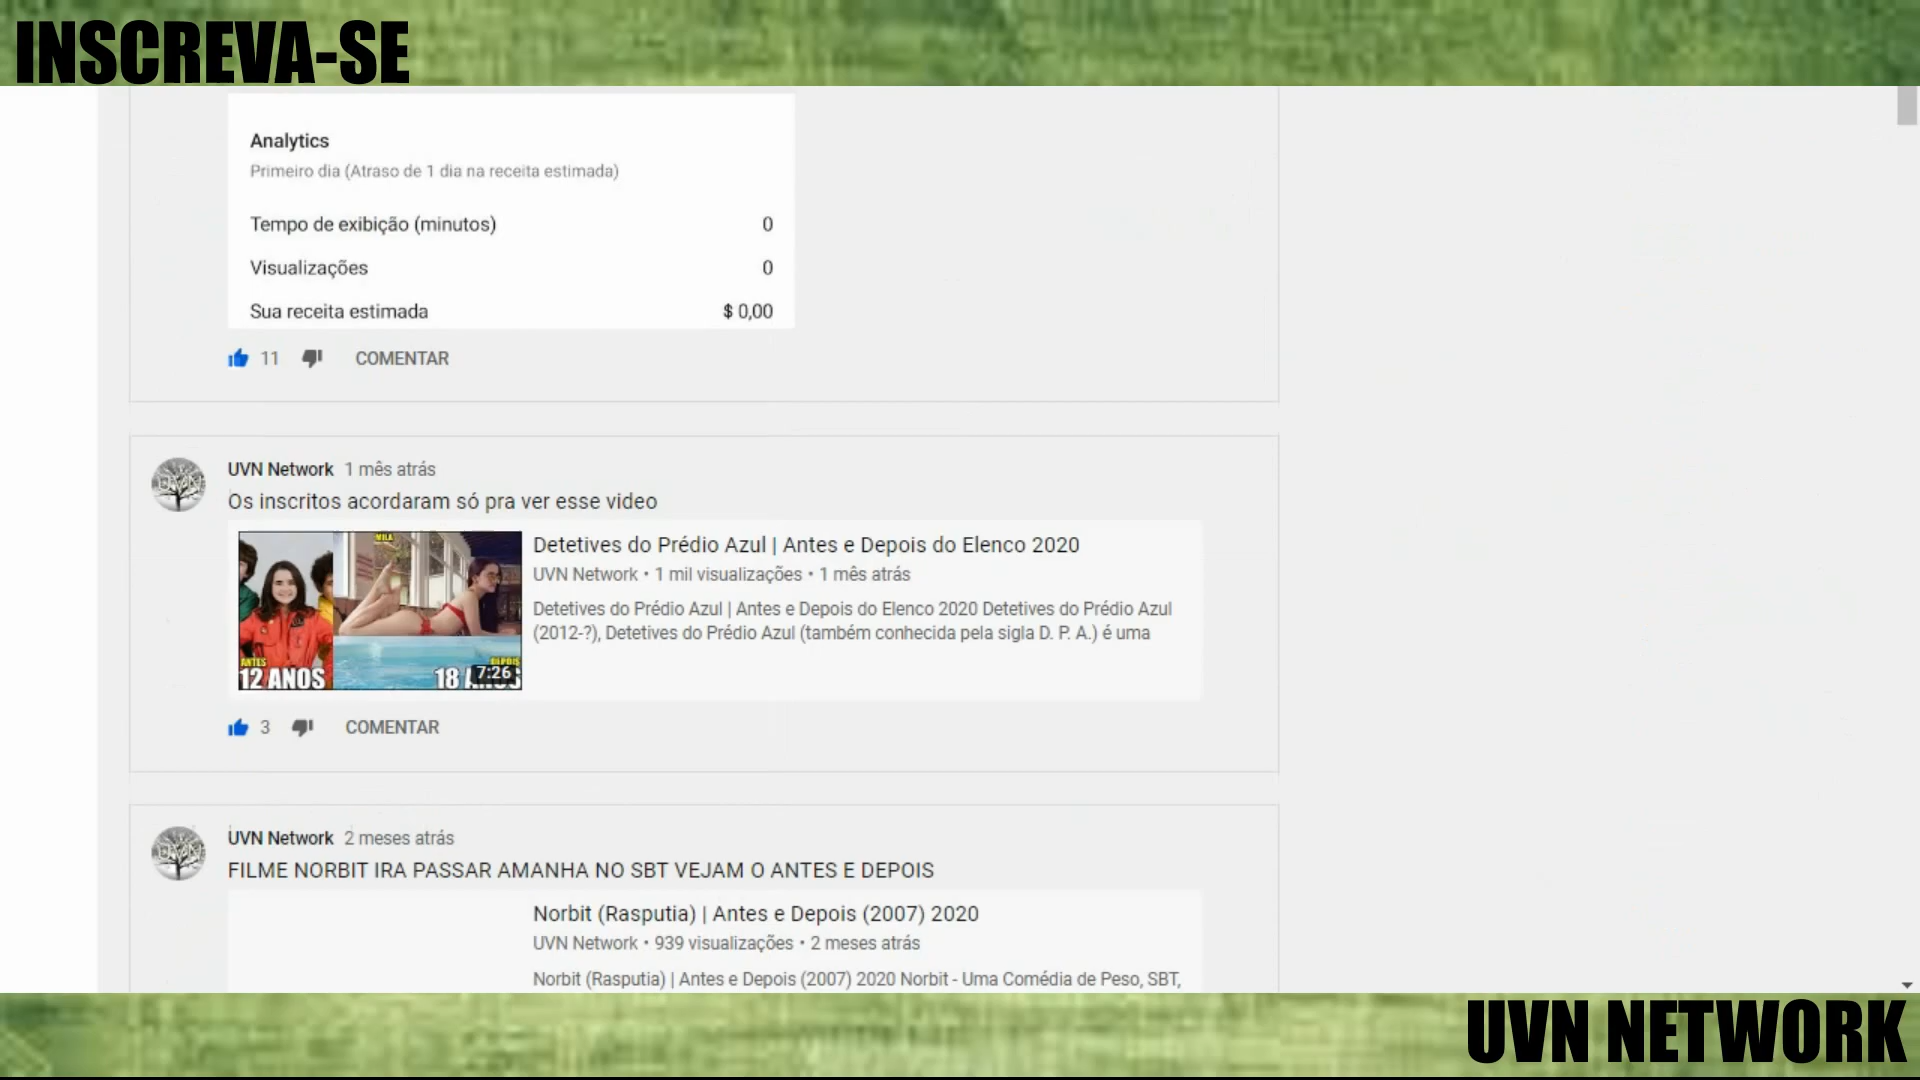 INSCREVA-SE
Analytics
Primeiro dia (Atraso de 1 dia na receita estimada)
Tempo de exibição (minutos) 0
Visualizações 0
Sua receita estimada $ 0,00
11 COMENTAR
UVN Network 1 mês atrás
Os inscritos acordaram só pra ver esse video
MILA
ANTES
12 ANOS
DEPOIS
18
7:26
Detetives do Prédio Azul | Antes e Depois do Elenco 2020
UVN Network • 1 mil visualizações • 1 mês atrás
Detetives do Prédio Azul | Antes e Depois do Elenco 2020 Detetives do Prédio Azul
(2012-?), Detetives do Prédio Azul (também conhecida pela sigla D. P. A.) é uma
3 COMENTAR
UVN Network 2 meses atrás
FILME NORBIT IRA PASSAR AMANHA NO SBT VEJAM O ANTES E DEPOIS
Norbit (Rasputia) | Antes e Depois (2007) 2020
UVN Network • 939 visualizações • 2 meses atrás
Norbit (Rasputia) | Antes e Depois (2007) 2020 Norbit - Uma Comédia de Peso, SBT,
UVN NETWORK